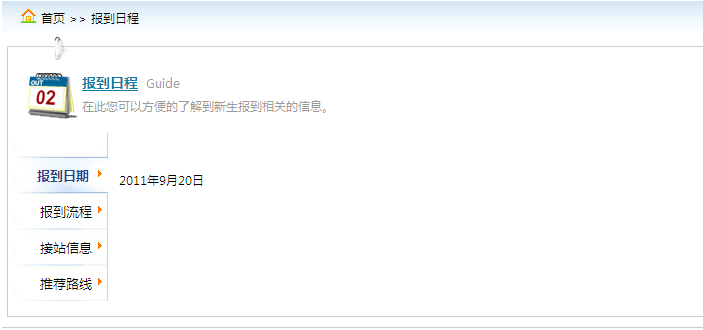 首页 >> 报到日程
OUT
02
报到日程 Guide
在此您可以方便的了解到新生报到相关的信息。
报到日期
2011年9月20日
报到流程
接站信息
推荐路线